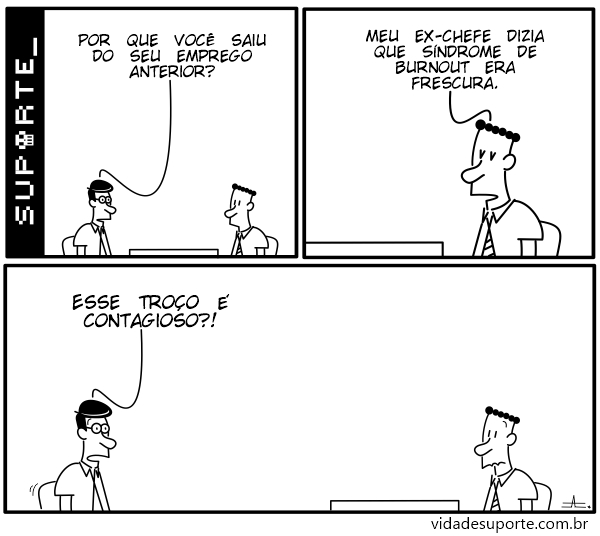 SUPORTE_
POR QUE VOCÊ SAIU
DO SEU EMPREGO
ANTERIOR?
MEU EX-CHEFE DIZIA
QUE SÍNDROME DE
BURNOUT ERA
FRESCURA.
ESSE TROÇO É
CONTAGIOSO?!
vidadesuporte.com.br